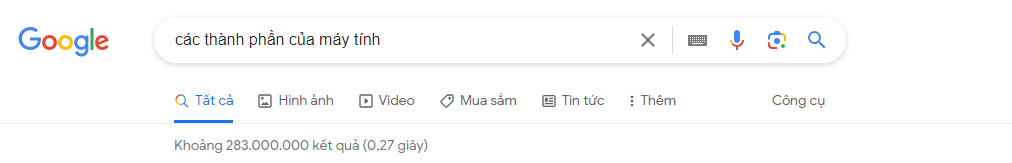 Google
các thành phần của máy tính
Tất cả Hình ảnh Video Mua sắm Tin tức Thêm Công cụ
Khoảng 283.000.000 kết quả (0,27 giây)